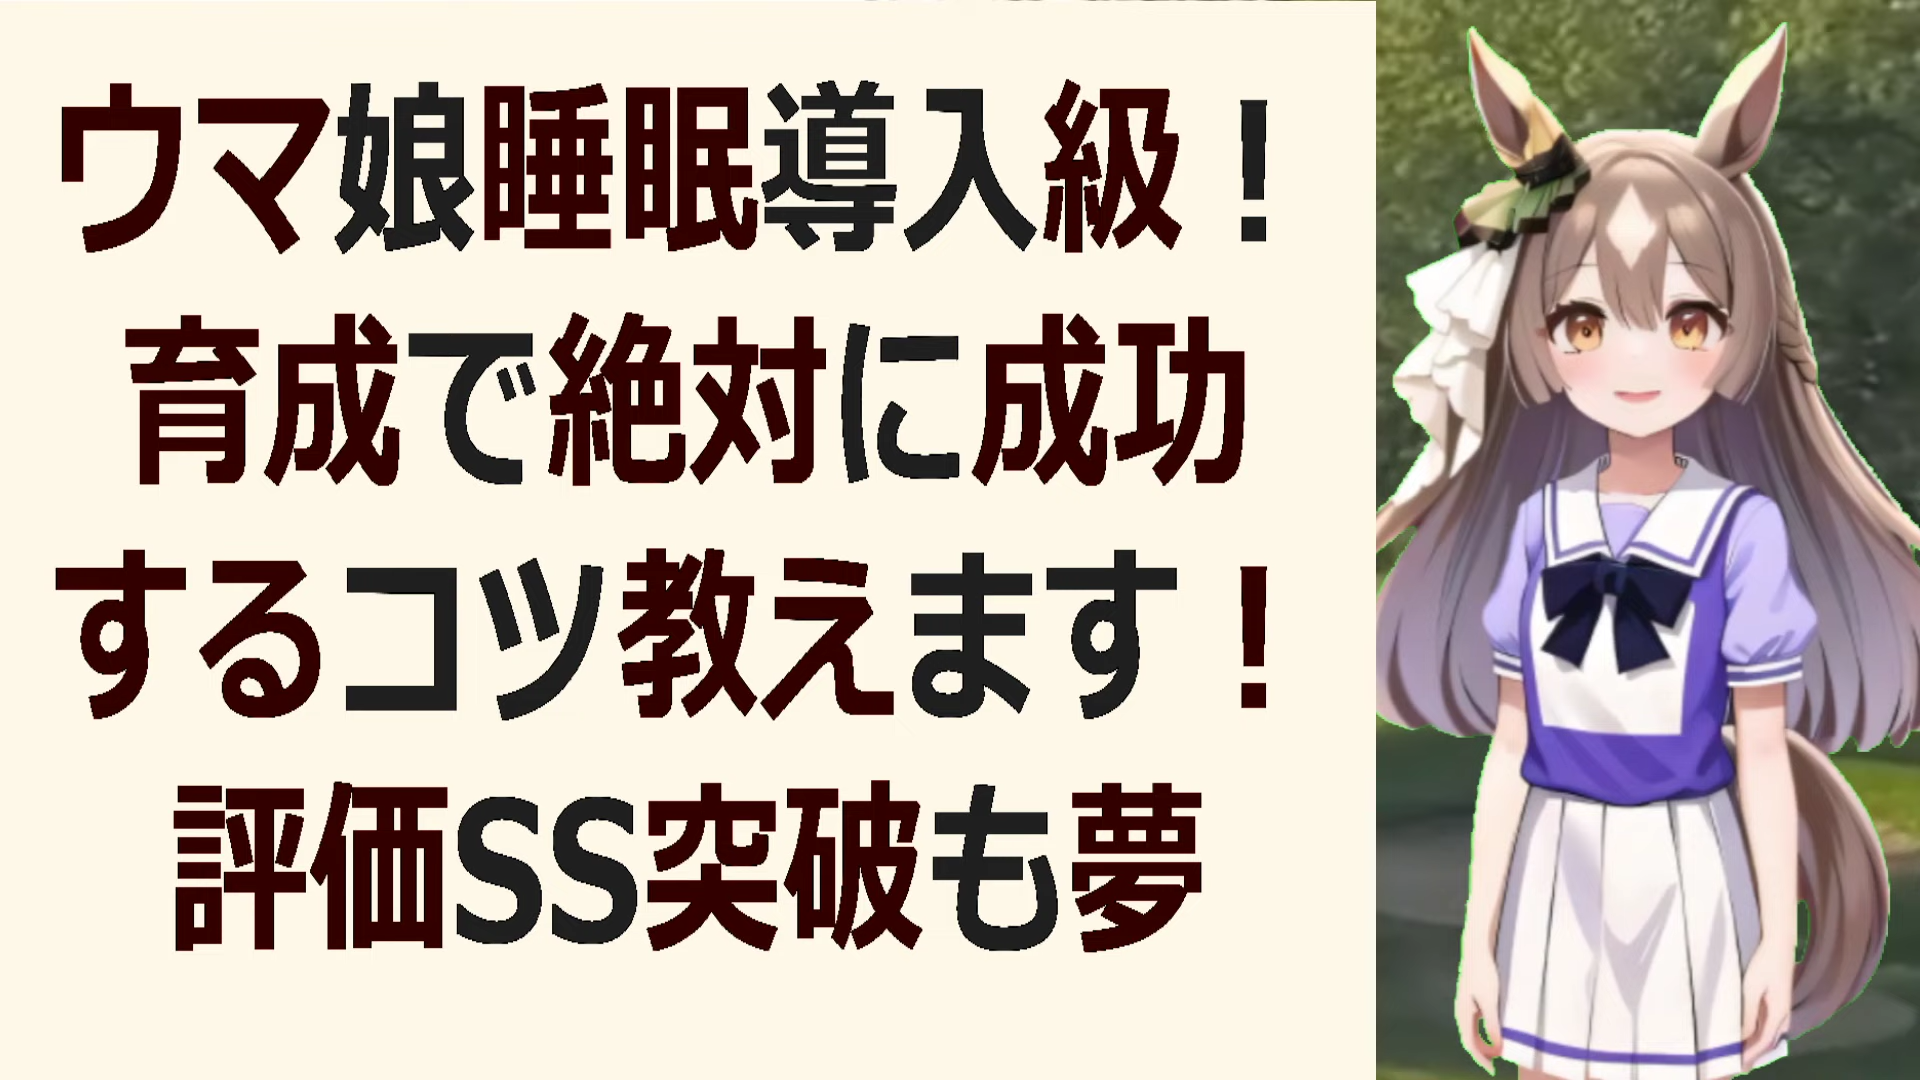 ウマ娘睡眠導入級！
育成で絶対に成功
するコツ教えます！
評価SS突破も夢